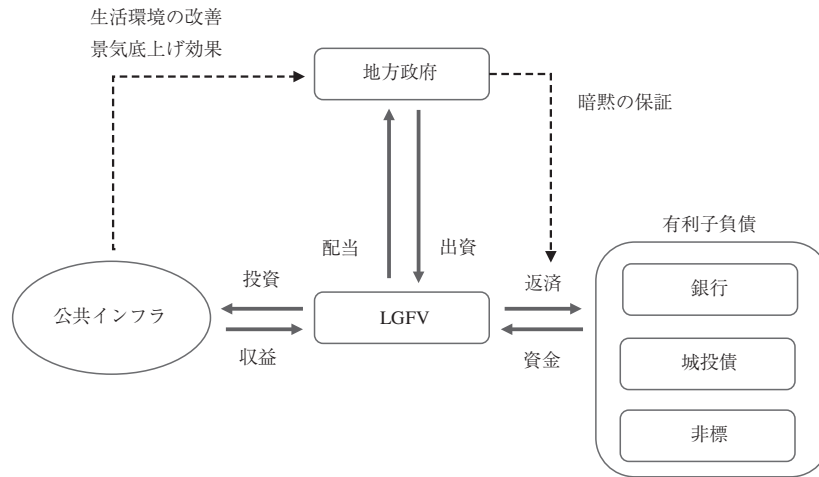 生活環境の改善
景気底上げ効果
地方政府
暗黙の保証
有利子負債
配当
出資
投資
返済
銀行
公共インフラ
LGFV
収益
資金
城投債
非標